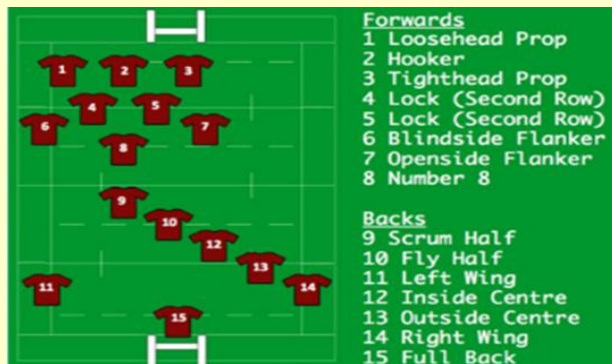 Forwards
1 Loosehead Prop
2 Hooker
3 Tighthead Prop
4 Lock (Second Row)
5 Lock (Second Row)
6 Blindside Flanker
7 Openside Flanker
8 Number 8
Backs
9 Scrum Half
10 Fly Half
11 Left Wing
12 Inside Centre
13 Outside Centre
14 Right Wing
15 Full Back
1 2 3
4 5
6 7
8
9
10
12
13
11 14
15